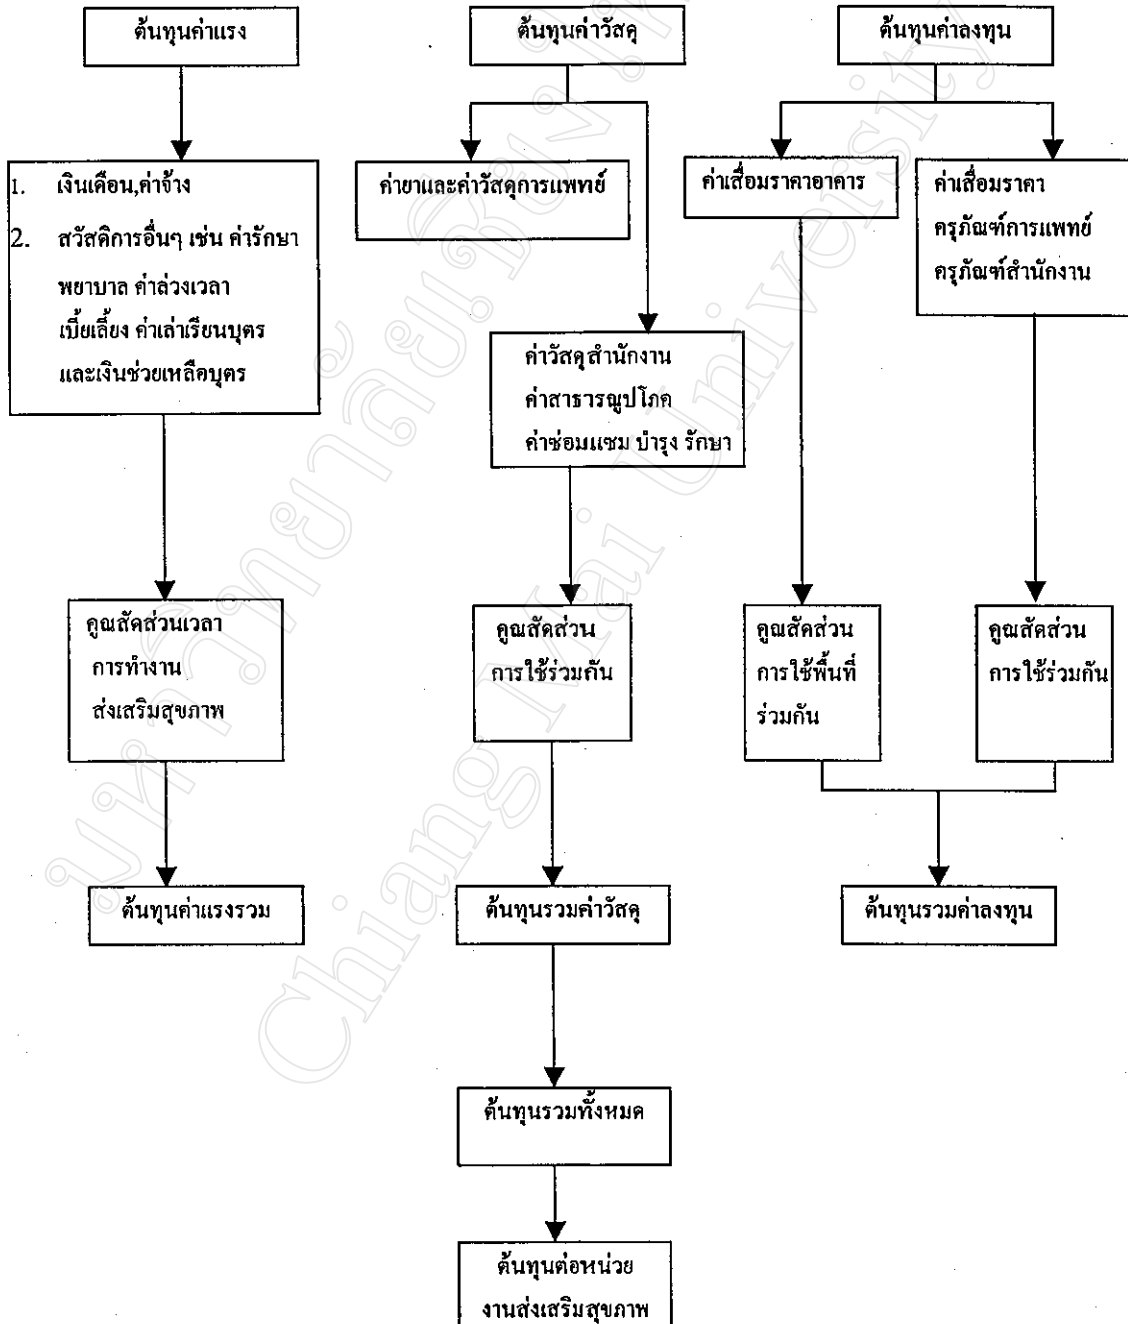 ต้นทุนค่าแรง
ต้นทุนค่าวัสดุ
ต้นทุนค่าลงทุน
1. เงินเดือน,ค่าจ้าง
2. สวัสดิการอื่นๆ เช่น ค่ารักษา
พยาบาล ค่าล่วงเวลา
เบี้ยเลี้ยง ค่าเล่าเรียนบุตร
และเงินช่วยเหลือบุตร
ค่ายาและค่าวัสดุการแพทย์
ค่าเสื่อมราคาอาคาร
ค่าเสื่อมราคา
ครุภัณฑ์การแพทย์
ครุภัณฑ์สำนักงาน
ค่าวัสดุสำนักงาน
ค่าสาธารณูปโภค
ค่าซ่อมแซม บำรุง รักษา
คูณสัดส่วนเวลา
การทำงาน
ส่งเสริมสุขภาพ
คูณสัดส่วน
การใช้ร่วมกัน
คูณสัดส่วน
การใช้พื้นที่
ร่วมกัน
คูณสัดส่วน
การใช้ร่วมกัน
ต้นทุนค่าแรงรวม
ต้นทุนรวมค่าวัสดุ
ต้นทุนรวมค่าลงทุน
ต้นทุนรวมทั้งหมด
ต้นทุนต่อหน่วย
งานส่งเสริมสุขภาพ
มหาวิทยาลัยเชียงใหม่
Chiang Mai University